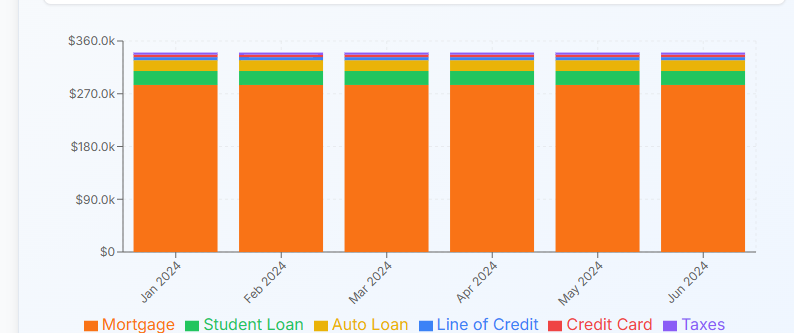 $360.0k
$270.0k
$180.0k
$90.0k
$0
Jan 2024 Feb 2024 Mar 2024 Apr 2024 May 2024 Jun 2024
Mortgage Student Loan Auto Loan Line of Credit Credit Card Taxes